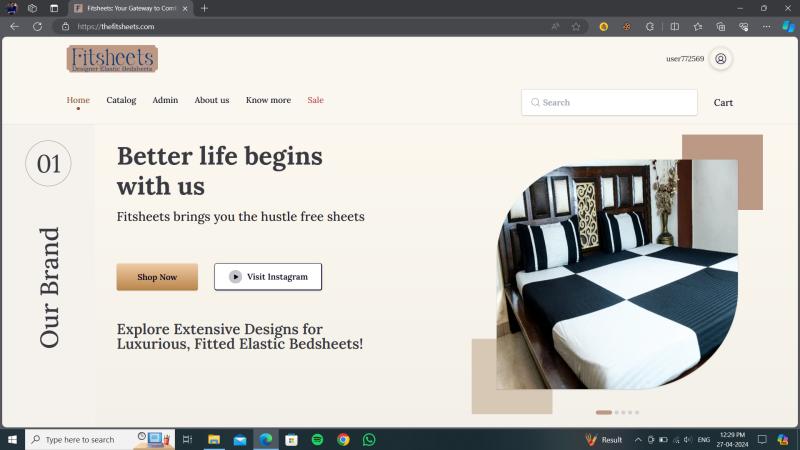 Fitsheets: Your Gateway to Com
https://thefitsheets.com
Fitsheets
Designer Elastic Bedsheets
user772569
Home Catalog Admin About us Know more Sale
Search
Cart
01
Our Brand
Better life begins
with us
Fitsheets brings you the hustle free sheets
Shop Now
Visit Instagram
Explore Extensive Designs for
Luxurious, Fitted Elastic Bedsheets!
Type here to search
Result
ENG
12:29 PM
27-04-2024